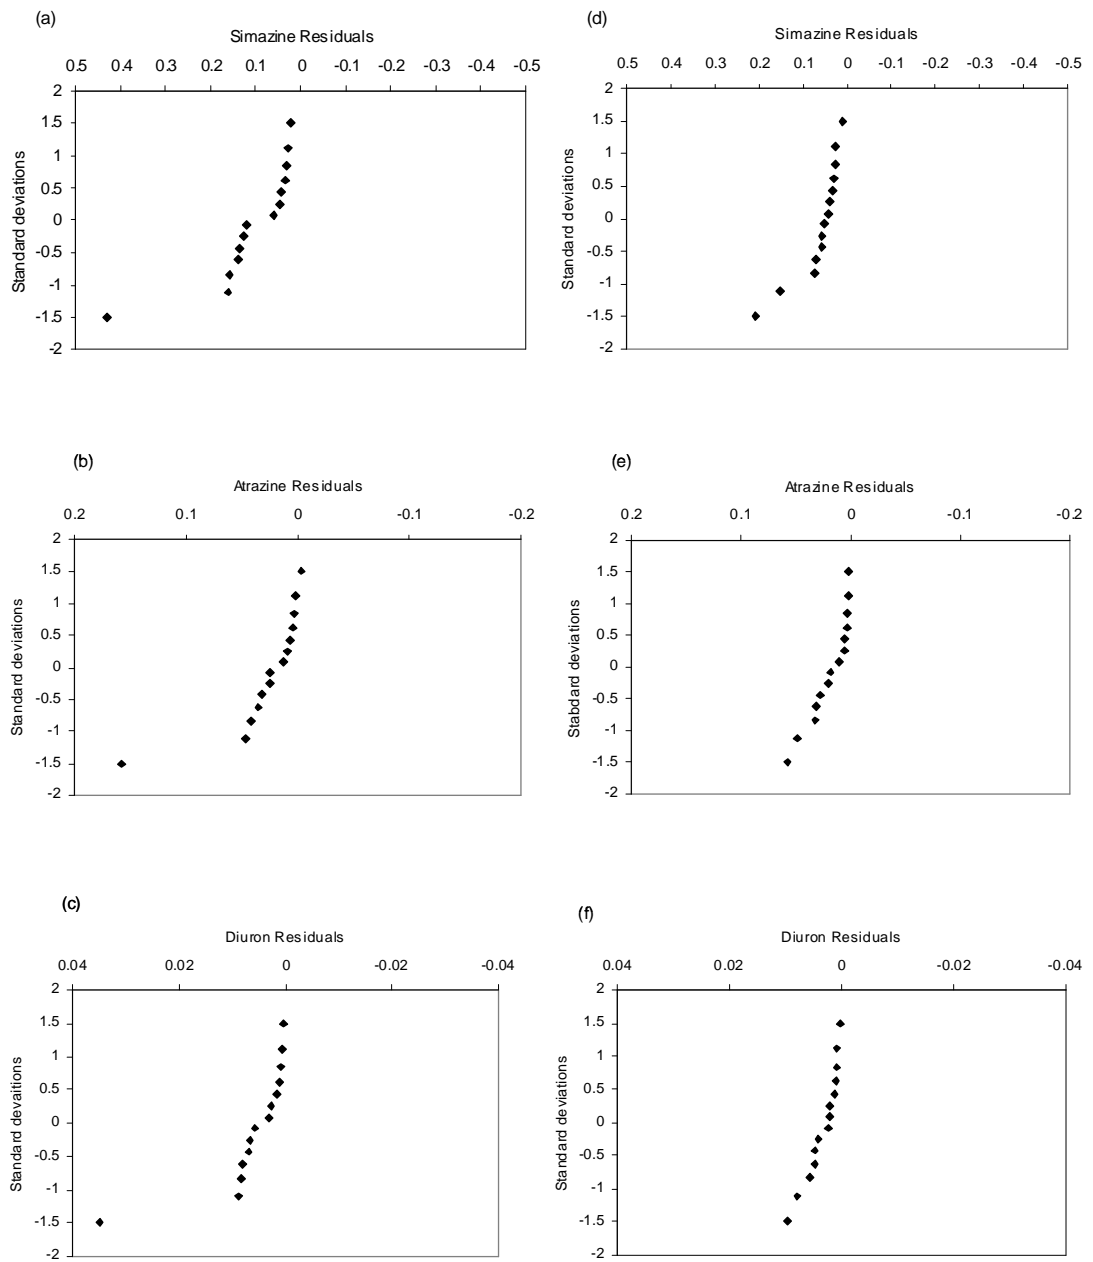 (a)
Simazine Residuals
0.5 0.4 0.3 0.2 0.1 0 -0.1 -0.2 -0.3 -0.4 -0.5
2
1.5
1
0.5
0
-0.5
-1
-1.5
-2
Standard deviations
(d)
Simazine Residuals
0.5 0.4 0.3 0.2 0.1 0 -0.1 -0.2 -0.3 -0.4 -0.5
2
1.5
1
0.5
0
-0.5
-1
-1.5
-2
Standard deviations
(b)
Atrazine Residuals
0.2 0.1 0 -0.1 -0.2
2
1.5
1
0.5
0
-0.5
-1
-1.5
-2
Standard deviations
(e)
Atrazine Residuals
0.2 0.1 0 -0.1 -0.2
2
1.5
1
0.5
0
-0.5
-1
-1.5
-2
Stabdard deviations
(c)
Diuron Residuals
0.04 0.02 0 -0.02 -0.04
2
1.5
1
0.5
0
-0.5
-1
-1.5
-2
Standard devaitions
(f)
Diuron Residuals
0.04 0.02 0 -0.02 -0.04
2
1.5
1
0.5
0
-0.5
-1
-1.5
-2
Standard deviations